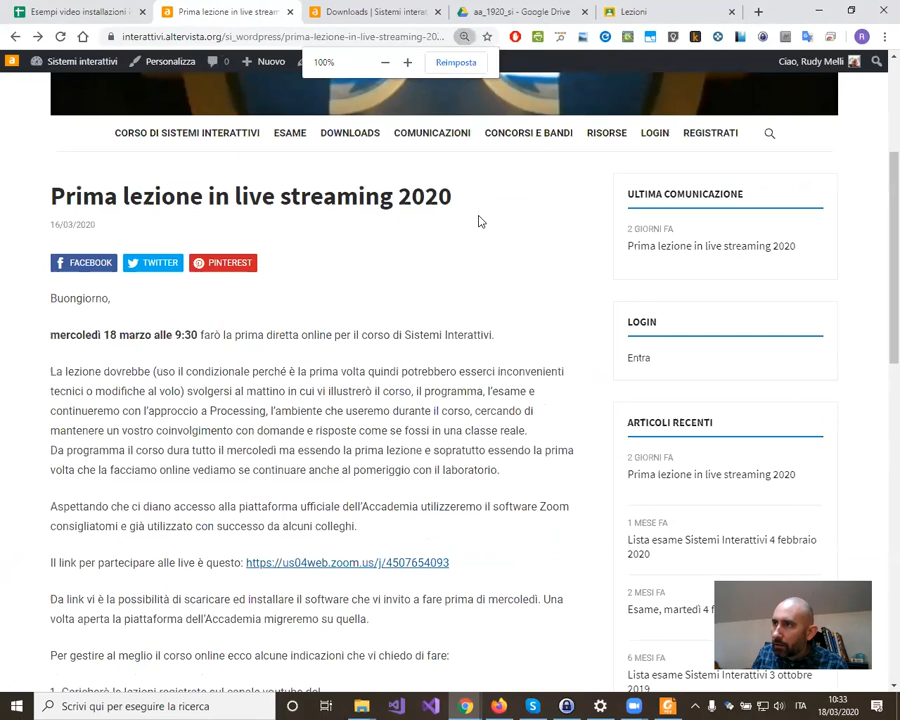 Esempi video installazioni
Prima lezione in live stream
Downloads | Sistemi interat
aa_1920_si - Google Drive
Lezioni
interattivi.altervista.org/si_wordpress/prima-lezione-in-live-streaming-20...
Sistemi interattivi
Personalizza
0
Nuovo
100%
Reimposta
Ciao, Rudy Melli
CORSO DI SISTEMI INTERATTIVI
ESAME
DOWNLOADS
COMUNICAZIONI
CONCORSI E BANDI
RISORSE
LOGIN
REGISTRATI
Prima lezione in live streaming 2020
16/03/2020
FACEBOOK
TWITTER
PINTEREST
Buongiorno,
mercoledì 18 marzo alle 9:30 farò la prima diretta online per il corso di Sistemi Interattivi.
La lezione dovrebbe (uso il condizionale perché è la prima volta quindi potrebbero esserci inconvenienti
tecnici o modifiche al volo) svolgersi al mattino in cui vi illustrerò il corso, il programma, l'esame e
continueremo con l'approccio a Processing, l'ambiente che useremo durante il corso, cercando di
mantenere un vostro coinvolgimento con domande e risposte come se fossi in una classe reale.
Da programma il corso dura tutto il mercoledì ma essendo la prima lezione e sopratutto essendo la prima
volta che la facciamo online vediamo se continuare anche al pomeriggio con il laboratorio.
Aspettando che ci diano accesso alla piattaforma ufficiale dell'Accademia utilizzeremo il software Zoom
consigliatomi e già utilizzato con successo da alcuni colleghi.
Il link per partecipare alle live è questo: https://us04web.zoom.us/j/4507654093
Da link vi è la possibilità di scaricare ed installare il software che vi invito a fare prima di mercoledì. Una
volta aperta la piattaforma dell'Accademia migreremo su quella.
Per gestire al meglio il corso online ecco alcune indicazioni che vi chiedo di fare:
1. Caricherò le lezioni registrate sul canale youtube del
ULTIMA COMUNICAZIONE
2 GIORNI FA
Prima lezione in live streaming 2020
LOGIN
Entra
ARTICOLI RECENTI
2 GIORNI FA
Prima lezione in live streaming 2020
1 MESE FA
Lista esame Sistemi Interattivi 4 febbraio
2020
2 MESI FA
Esame, martedì 4 f
6 MESI FA
Lista esame Sistemi Interattivi 3 ottobre
2019
Scrivi qui per eseguire la ricerca
ITA
10:33
18/03/2020